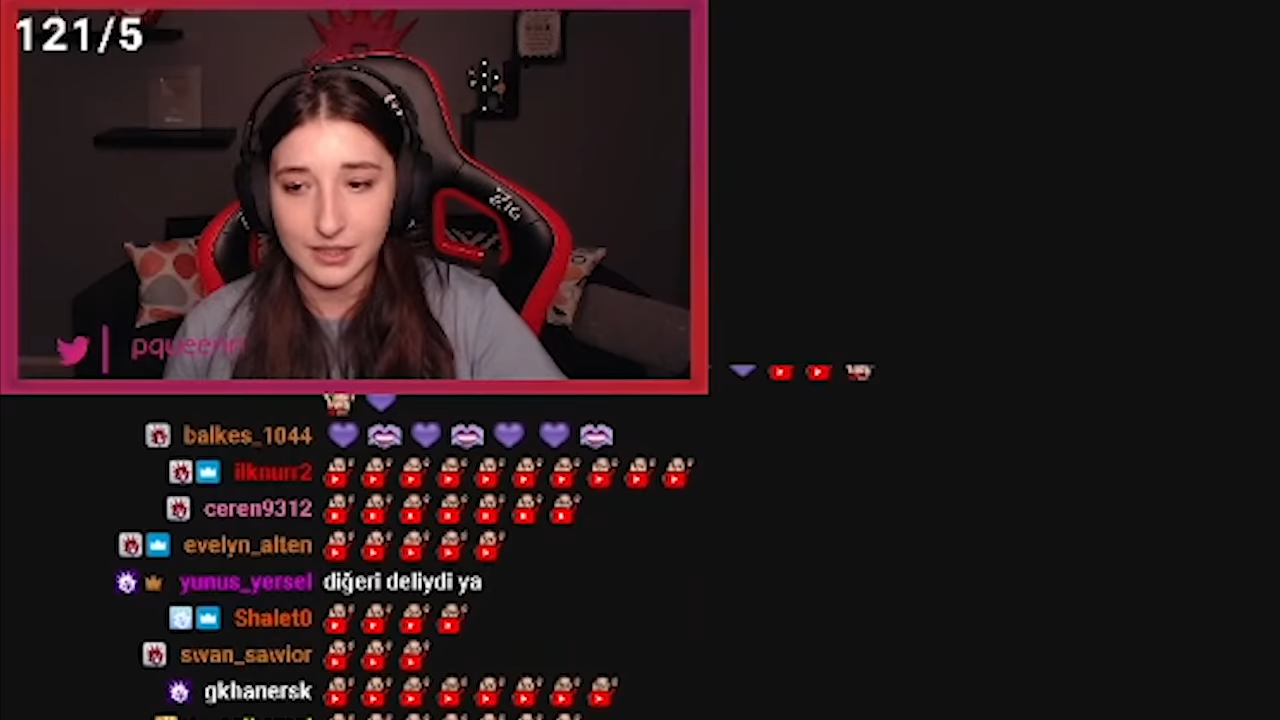 121/5
pqueenn
balkes_1044
ilknurr2
ceren9312
evelyn_alten
yunus_yersel diğeri deliydi ya
Shalet0
swan_sawior
gkhanersk